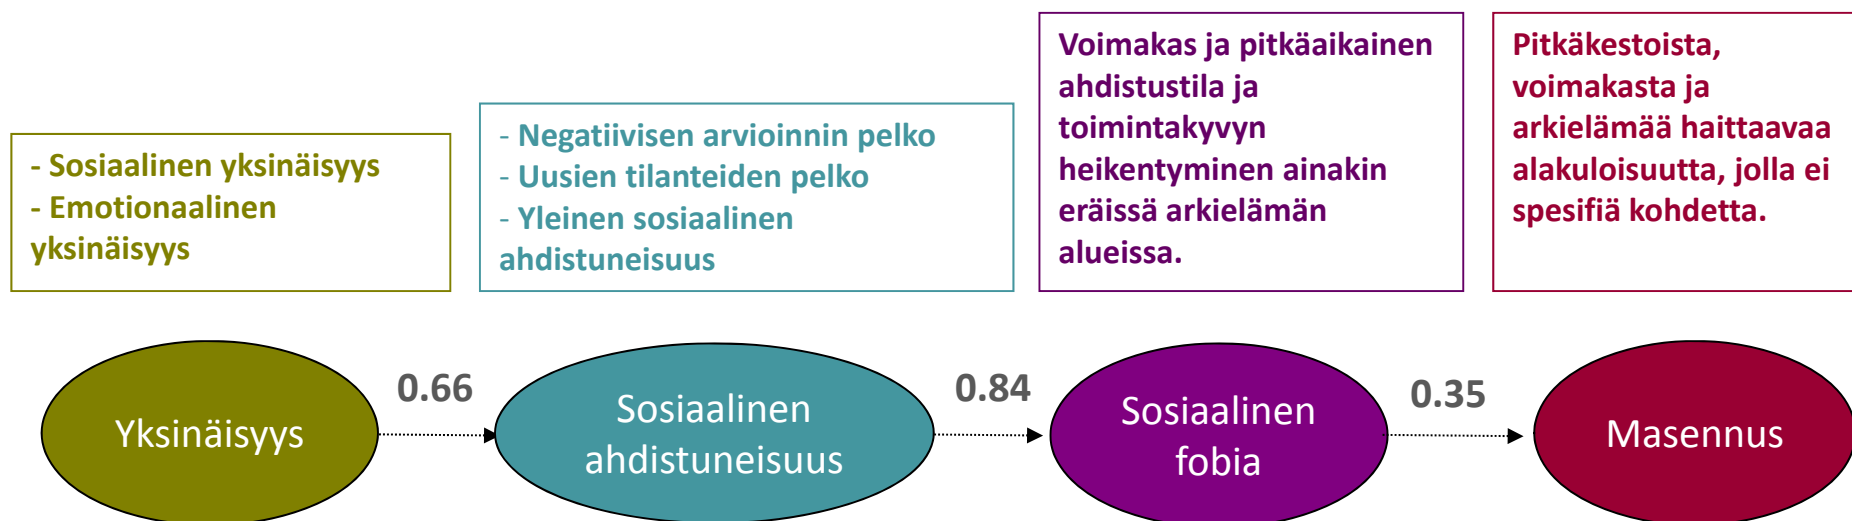 - Sosiaalinen yksinäisyys
- Emotionaalinen
yksinäisyys
- Negatiivisen arvioinnin pelko
- Uusien tilanteiden pelko
- Yleinen sosiaalinen
ahdistuneisuus
Voimakas ja pitkäaikainen
ahdistustila ja
toimintakyvyn
heikentyminen ainakin
eräissä arkielämän
alueissa.
Pitkäkestoista,
voimakasta ja
arkielämää haittaavaa
alakuloisuutta, jolla ei
spesifiä kohdetta.
Yksinäisyys
0.66
Sosiaalinen
ahdistuneisuus
0.84
Sosiaalinen
fobia
0.35
Masennus